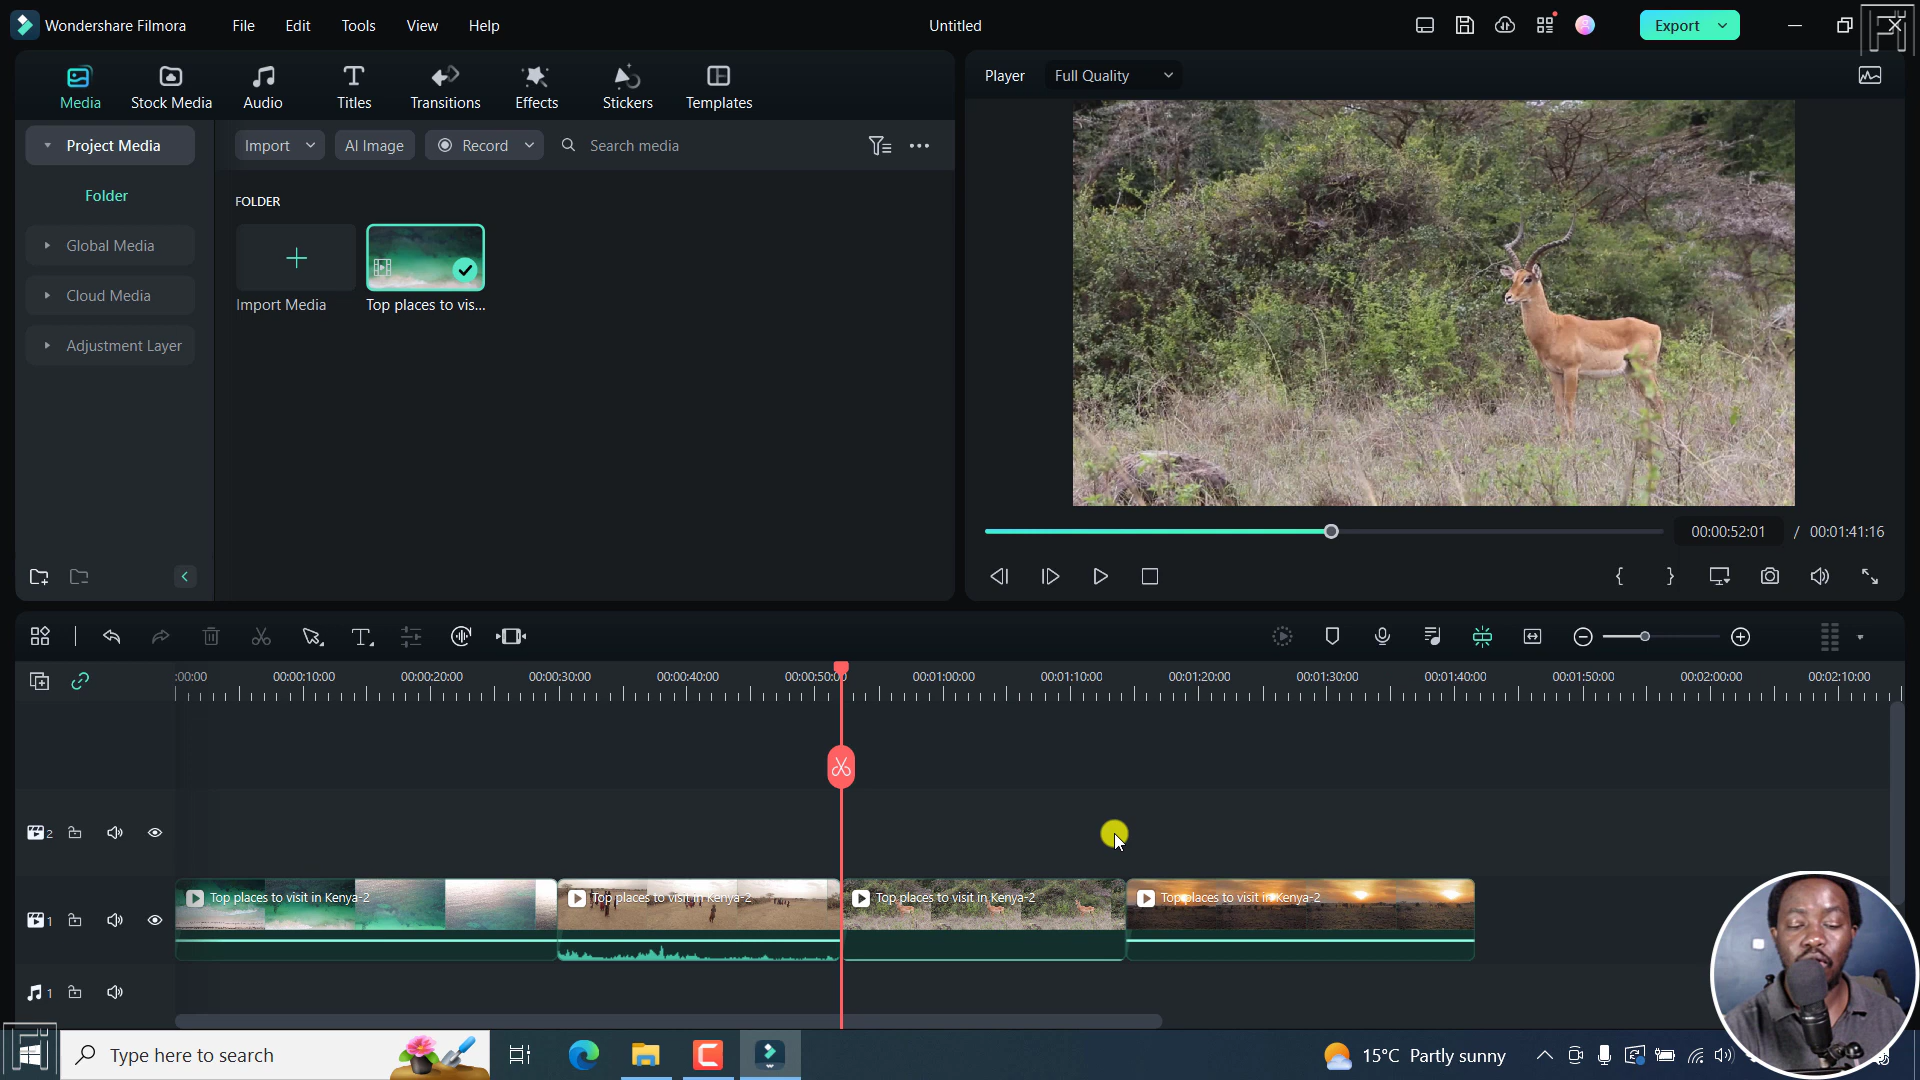 Wondershare Filmora File Edit Tools View Help Untitled Export
Media Stock Media Audio Titles Transitions Effects Stickers Templates
Player Full Quality
Project Media
Import AI Image Record Search media
Folder
Global Media
Cloud Media
Adjustment Layer
FOLDER
Import Media Top places to vis...
00:00:52:01 / 00:01:41:16
:00:00 00:00:10:00 00:00:20:00 00:00:30:00 00:00:40:00 00:00:50:00 00:01:00:00 00:01:10:00 00:01:20:00 00:01:30:00 00:01:40:00 00:01:50:00 00:02:00:00 00:02:10:00
2
1 Top places to visit in Kenya-2 Top places to visit in Kenya-2 Top places to visit in Kenya-2 Top places to visit in Kenya-2
1
Type here to search 15°C Partly sunny